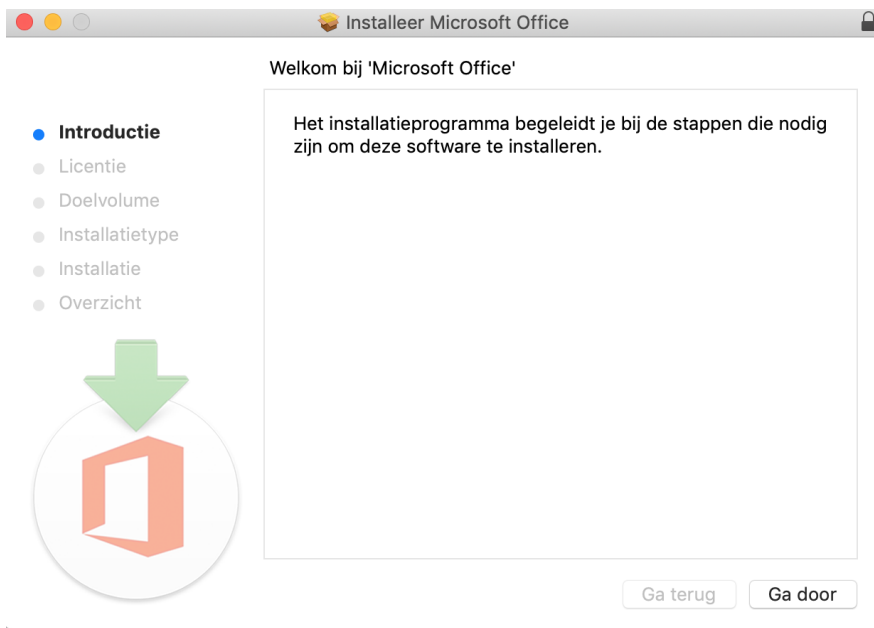 Installeer Microsoft Office
Welkom bij 'Microsoft Office'
Introductie
Licentie
Doelvolume
Installatietype
Installatie
Overzicht
Het installatieprogramma begeleidt je bij de stappen die nodig
zijn om deze software te installeren.
Ga terug
Ga door